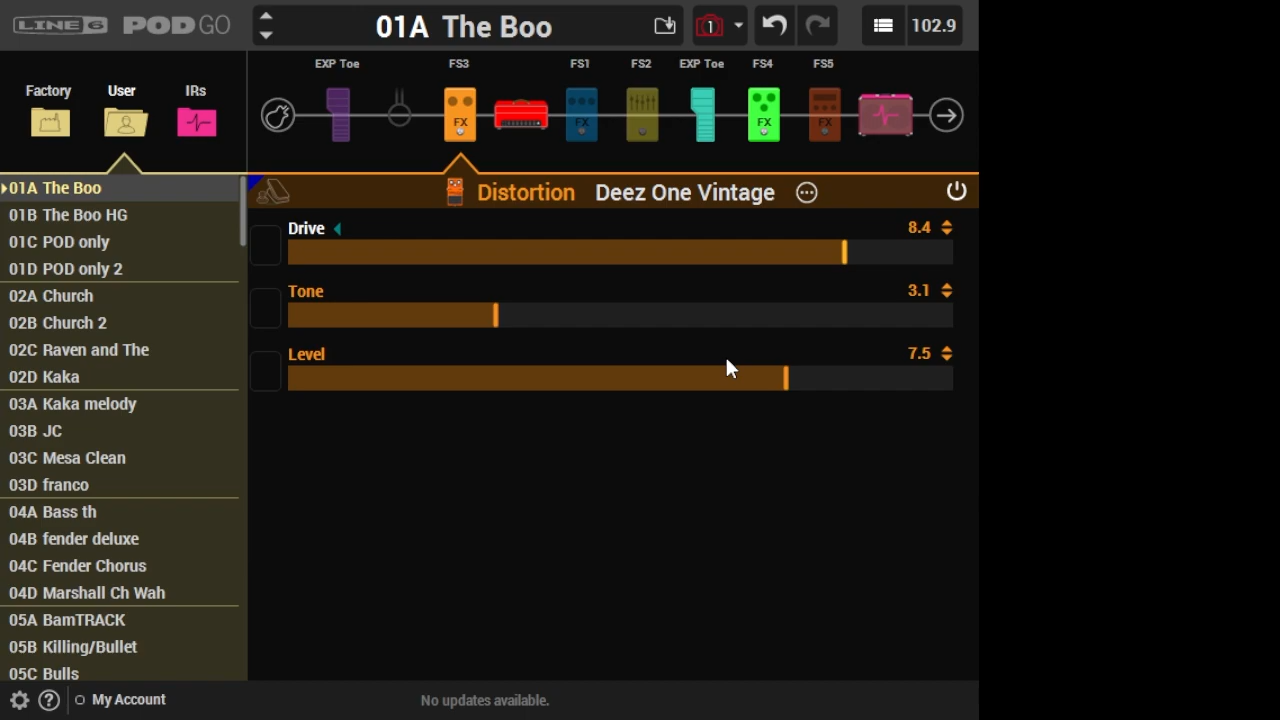 LINE 6 POD GO
01A The Boo
1
102.9
Factory User IRs
EXP Toe FS3 FS1 FS2 EXP Toe FS4 FS5
FX FX FX FX
01A The Boo
01B The Boo HG
01C POD only
01D POD only 2
02A Church
02B Church 2
02C Raven and The
02D Kaka
03A Kaka melody
03B JC
03C Mesa Clean
03D franco
04A Bass th
04B fender deluxe
04C Fender Chorus
04D Marshall Ch Wah
05A BamTRACK
05B Killing/Bullet
05C Bulls
Distortion Deez One Vintage
Drive 8.4
Tone 3.1
Level 7.5
My Account
No updates available.